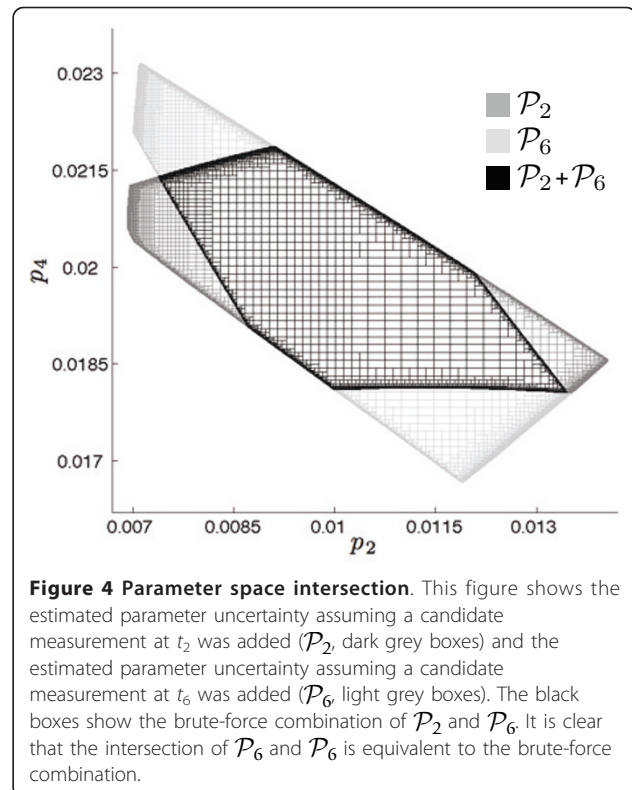 0.023
0.0215
0.02
0.0185
0.017
p4
0.007
0.0085
0.01
0.0115
0.013
p2
P2
P6
P2+P6
Figure 4 Parameter space intersection. This figure shows the
estimated parameter uncertainty assuming a candidate
measurement at t2 was added (P2, dark grey boxes) and the
estimated parameter uncertainty assuming a candidate
measurement at t6 was added (P6, light grey boxes). The black
boxes show the brute-force combination of P2 and P6. It is clear
that the intersection of P6 and P6 is equivalent to the brute-force
combination.